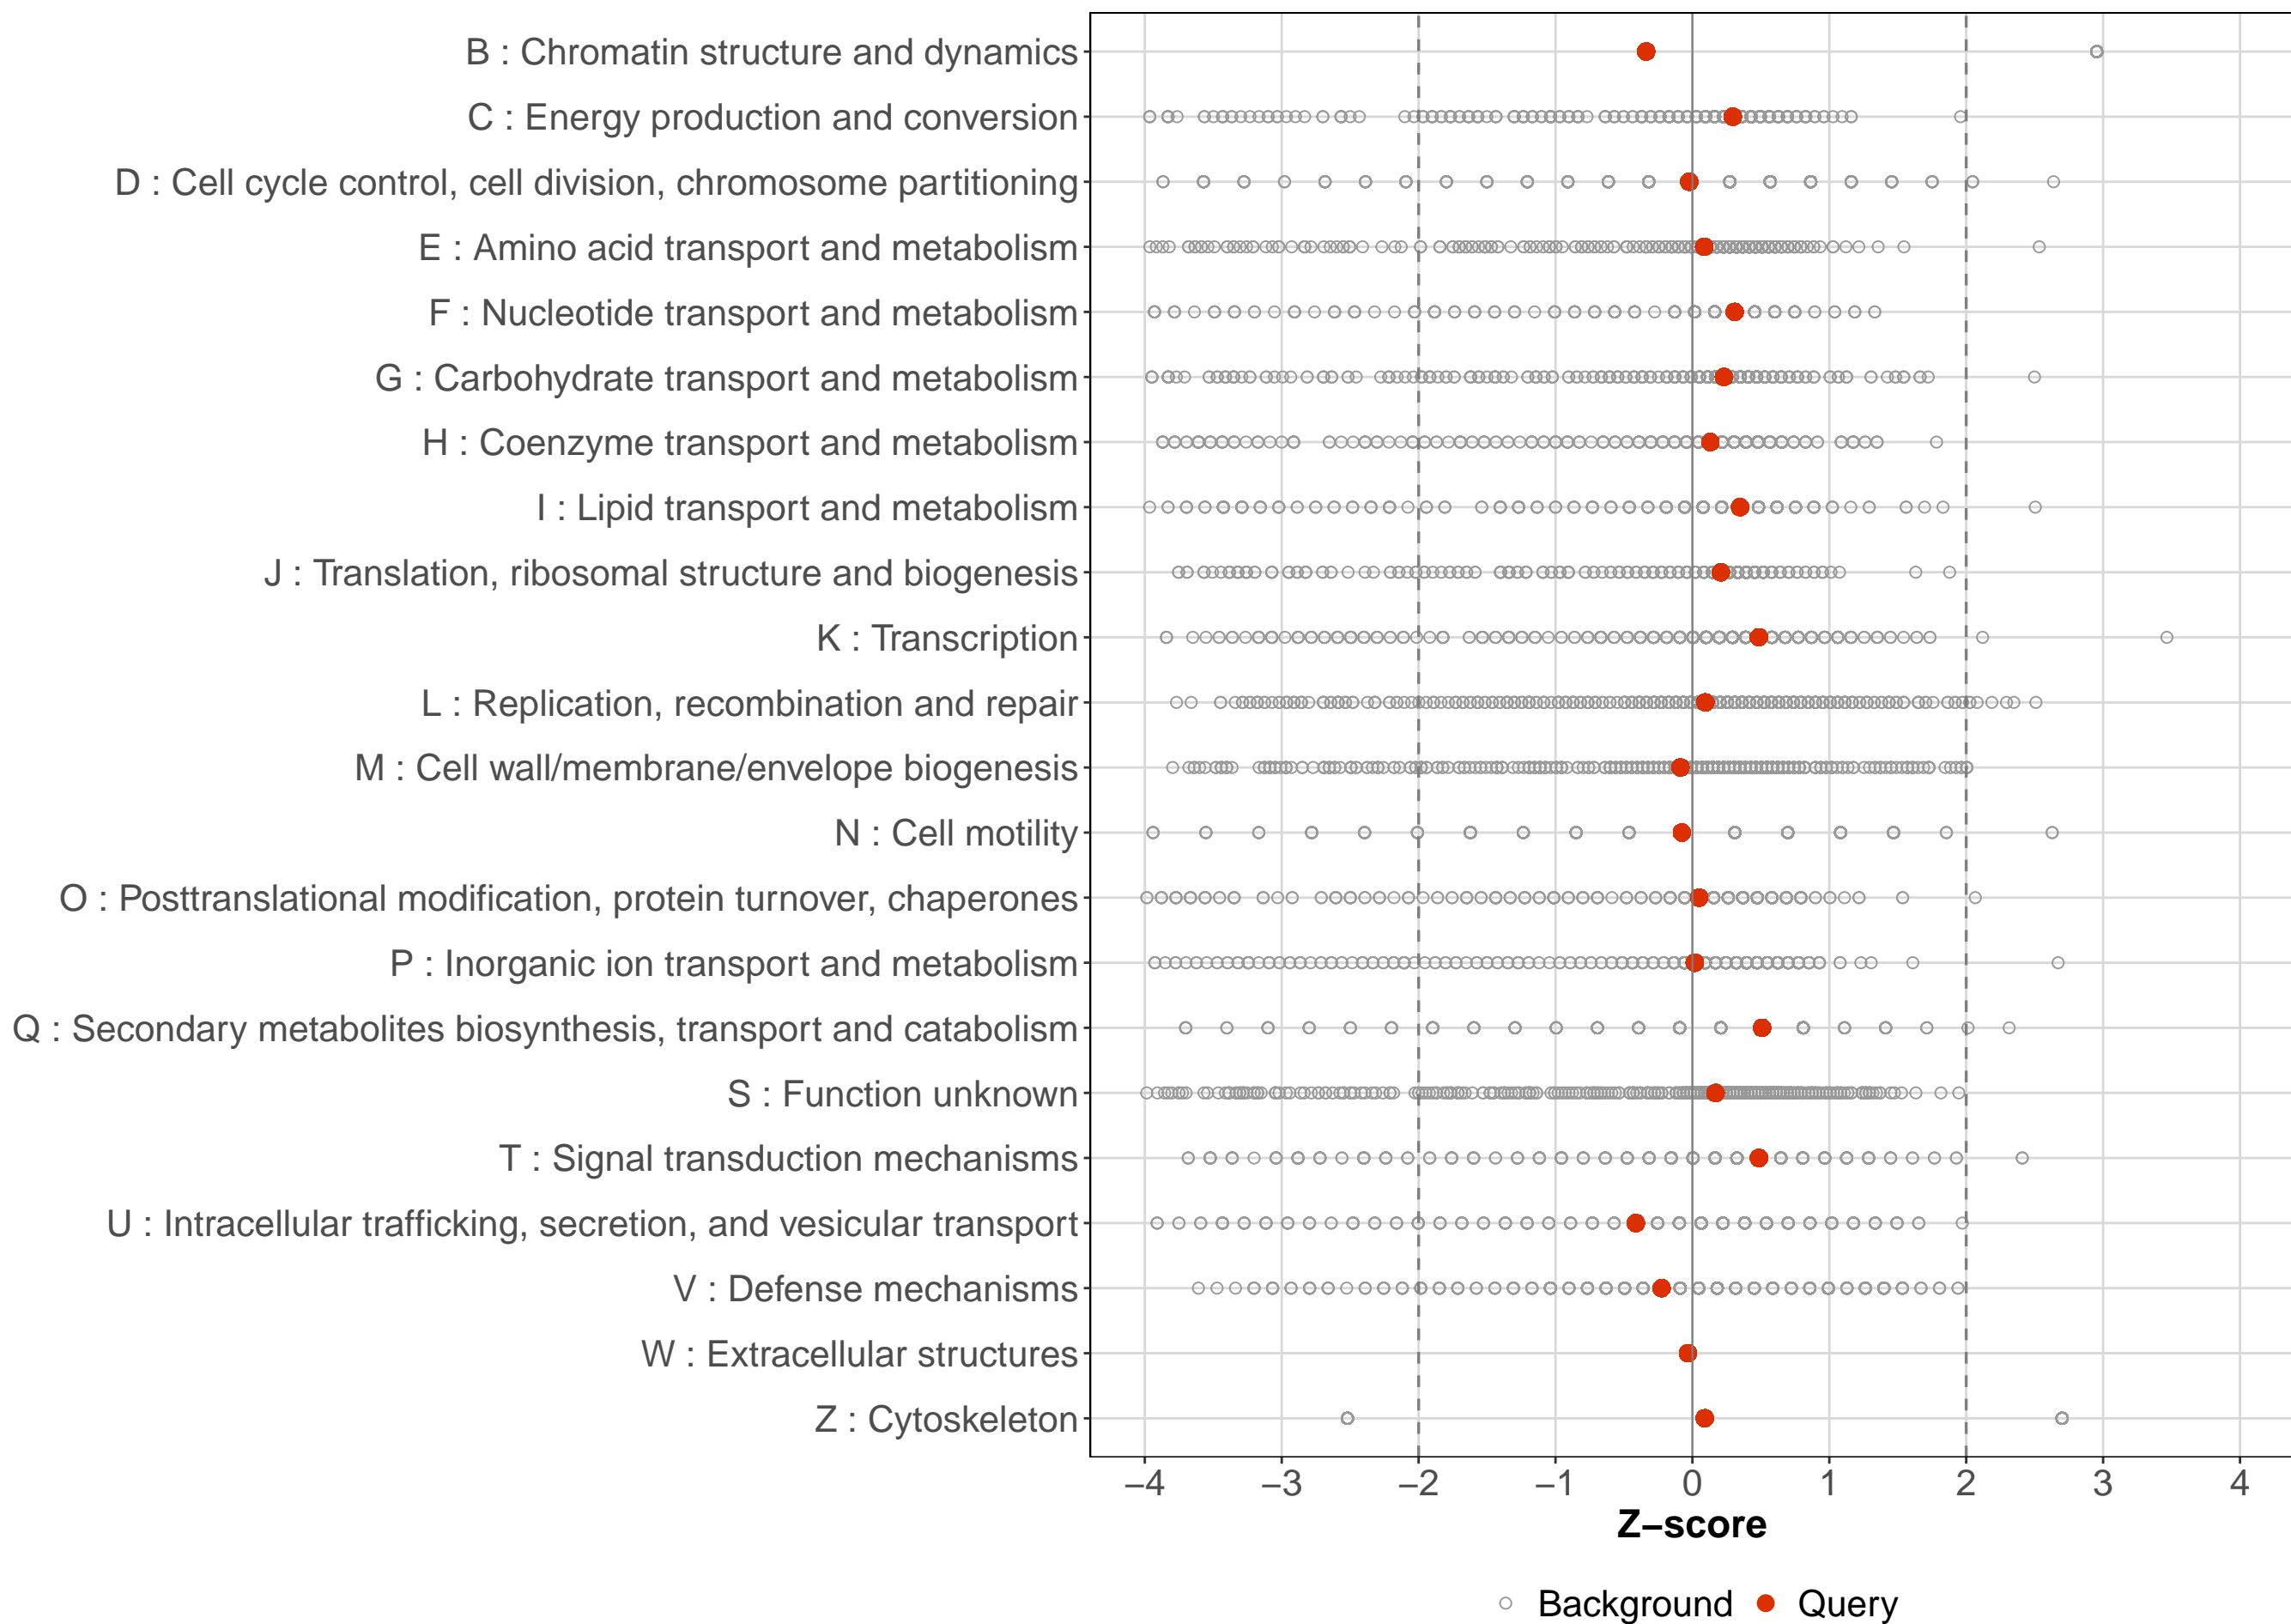 B : Chromatin structure and dynamics
C : Energy production and conversion
D : Cell cycle control, cell division, chromosome partitioning
E : Amino acid transport and metabolism
F : Nucleotide transport and metabolism
G : Carbohydrate transport and metabolism
H : Coenzyme transport and metabolism
I : Lipid transport and metabolism
J : Translation, ribosomal structure and biogenesis
K : Transcription
L : Replication, recombination and repair
M : Cell wall/membrane/envelope biogenesis
N : Cell motility
O : Posttranslational modification, protein turnover, chaperones
P : Inorganic ion transport and metabolism
Q : Secondary metabolites biosynthesis, transport and catabolism
S : Function unknown
T : Signal transduction mechanisms
U : Intracellular trafficking, secretion, and vesicular transport
V : Defense mechanisms
W : Extracellular structures
Z : Cytoskeleton
−4 −3 −2 −1 0 1 2 3 4
Z−score
Background Query